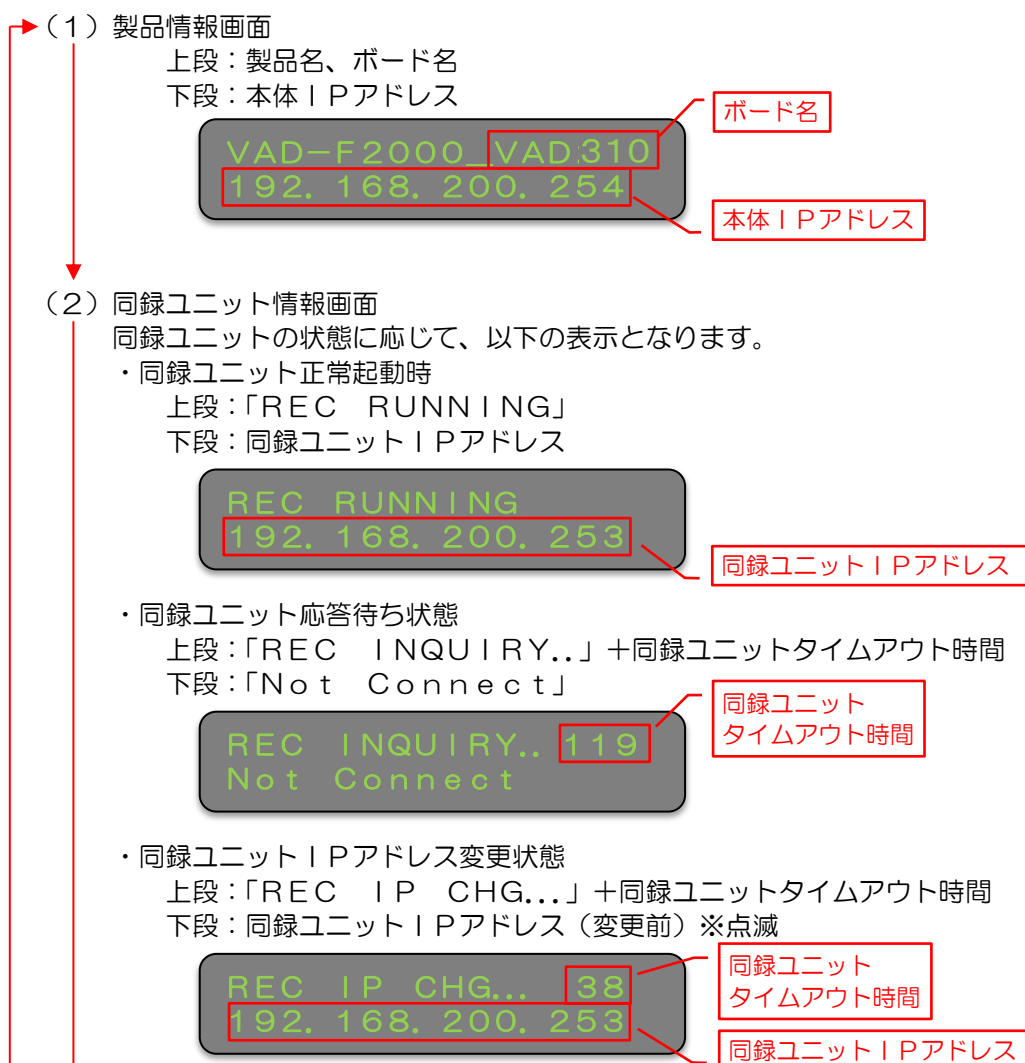 （１）製品情報画面
上段：製品名、ボード名
下段：本体ＩＰアドレス
ボード名
ＶＡＤ－Ｆ２０００＿ＶＡＤ３１０
１９２．１６８．２００．２５４
本体ＩＰアドレス
（２）同録ユニット情報画面
同録ユニットの状態に応じて、以下の表示となります。
・同録ユニット正常起動時
上段：「ＲＥＣ　ＲＵＮＮＩＮＧ」
下段：同録ユニットＩＰアドレス
ＲＥＣ　ＲＵＮＮＩＮＧ
１９２．１６８．２００．２５３
同録ユニットＩＰアドレス
・同録ユニット応答待ち状態
上段：「ＲＥＣ　ＩＮＱＵＩＲＹ‥」＋同録ユニットタイムアウト時間
下段：「Ｎｏｔ　Ｃｏｎｎｅｃｔ」
同録ユニット
タイムアウト時間
ＲＥＣ　ＩＮＱＵＩＲＹ‥１１９
Ｎｏｔ　Ｃｏｎｎｅｃｔ
・同録ユニットＩＰアドレス変更状態
上段：「ＲＥＣ　ＩＰ　ＣＨＧ…」＋同録ユニットタイムアウト時間
下段：同録ユニットＩＰアドレス（変更前）※点滅
同録ユニット
タイムアウト時間
ＲＥＣ　ＩＰ　ＣＨＧ…　３８
１９２．１６８．２００．２５３
同録ユニットＩＰアドレス